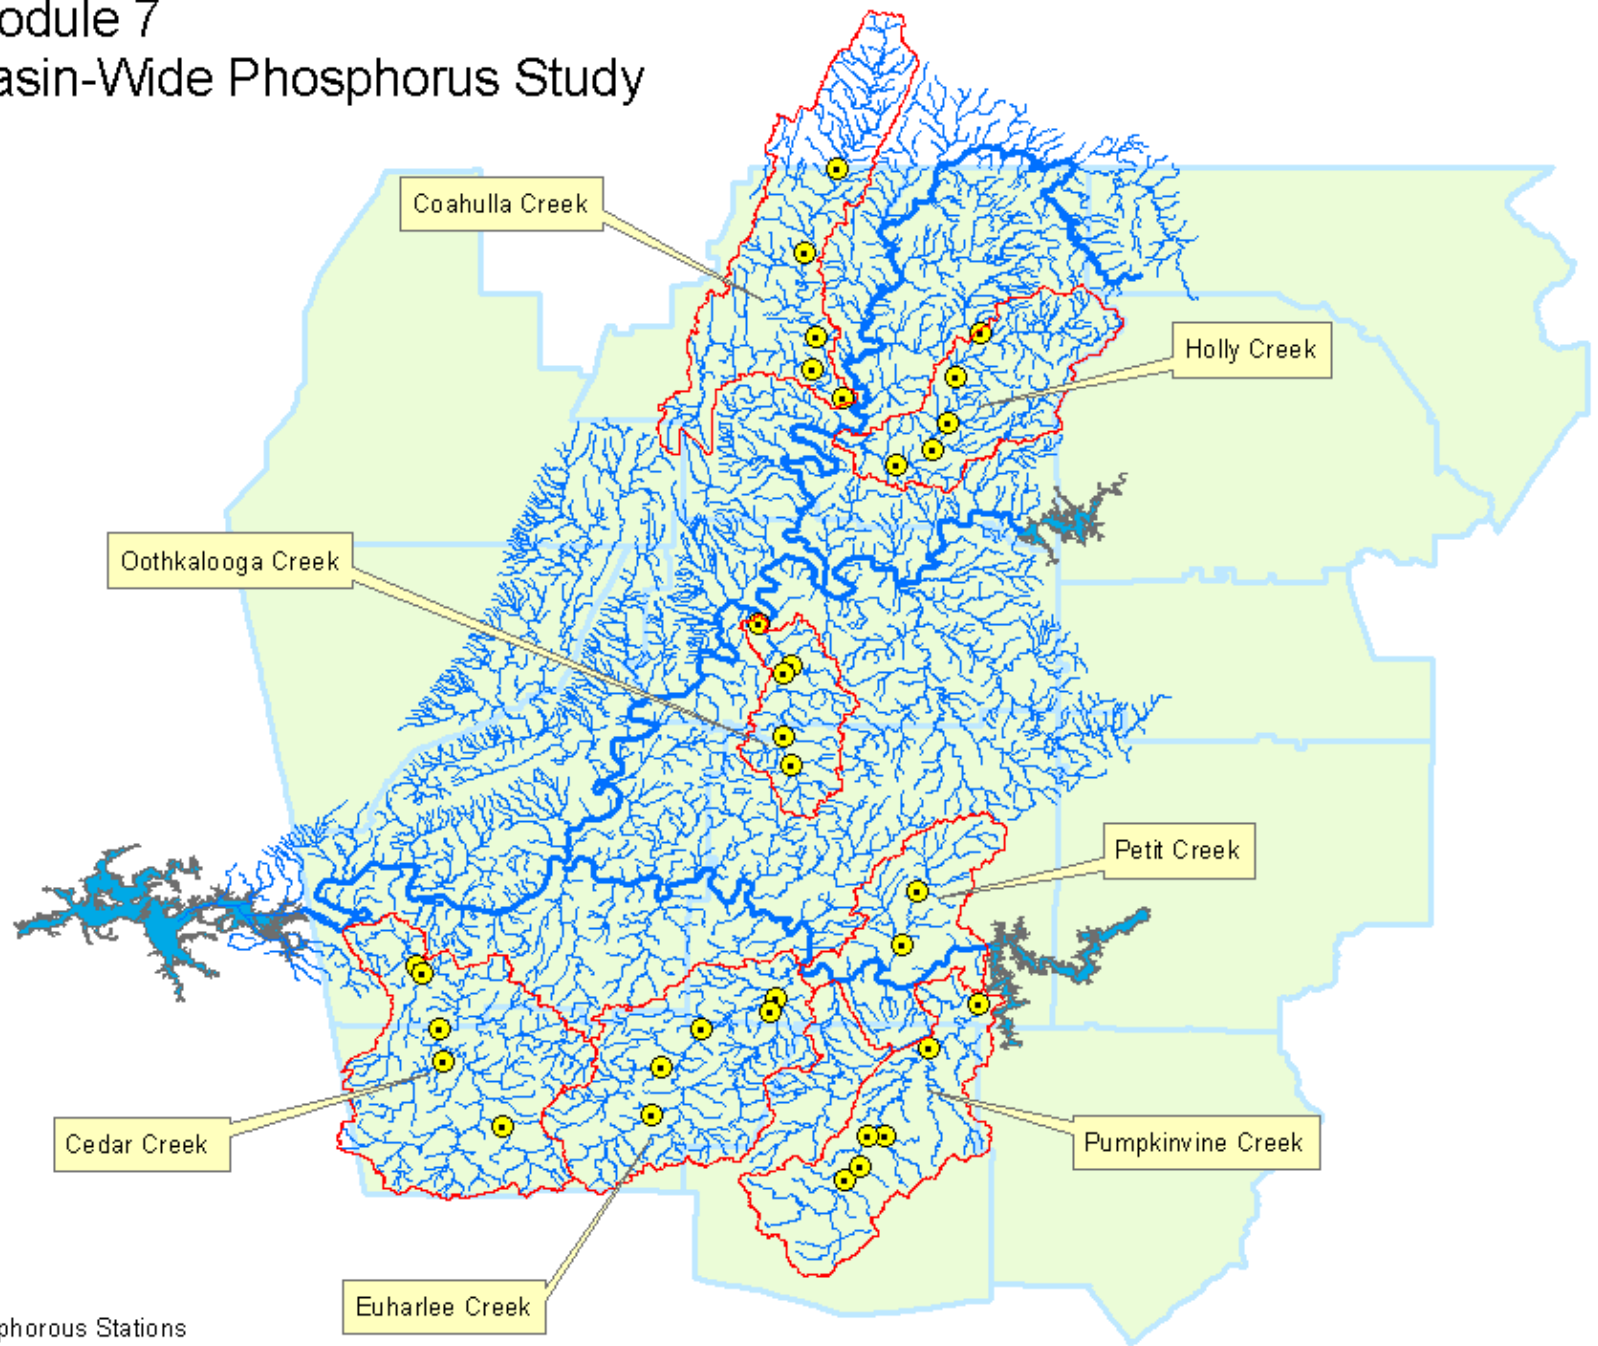 odule 7
asin-Wide Phosphorus Study
Coahulla Creek
Holly Creek
Oothkalooga Creek
Petit Creek
Cedar Creek
Pumpkinvine Creek
Euharlee Creek
phorous Stations